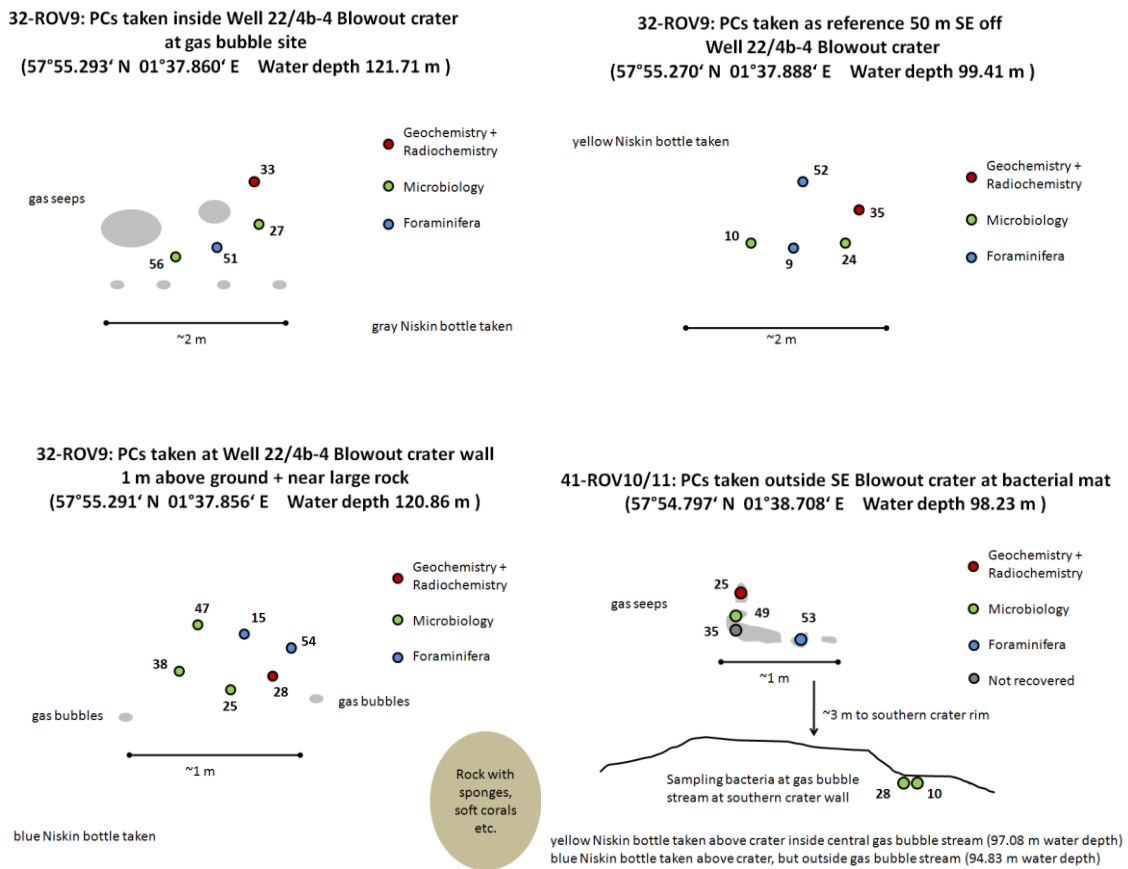 32-ROV9: PCs taken inside Well 22/4b-4 Blowout crater
at gas bubble site
(57°55.293‘ N  01°37.860‘ E    Water depth 121.71 m )
Geochemistry +
Radiochemistry
33
Microbiology
gas seeps
27
Foraminifera
51
56
gray Niskin bottle taken
~2 m
32-ROV9: PCs taken as reference 50 m SE off
Well 22/4b-4 Blowout crater
(57°55.270‘ N  01°37.888‘ E    Water depth 99.41 m )
yellow Niskin bottle taken
52
Geochemistry +
Radiochemistry
35
Microbiology
10
9
24
Foraminifera
~2 m
32-ROV9: PCs taken at Well 22/4b-4 Blowout crater wall
1 m above ground + near large rock
(57°55.291‘ N  01°37.856‘ E    Water depth 120.86 m )
Geochemistry +
Radiochemistry
47
15
Microbiology
54
38
Foraminifera
25
28
gas bubbles
gas bubbles
~1 m
Rock with
sponges,
soft corals
etc.
blue Niskin bottle taken
41-ROV10/11: PCs taken outside SE Blowout crater at bacterial mat
(57°54.797‘ N  01°38.708‘ E    Water depth 98.23 m )
Geochemistry +
Radiochemistry
25
gas seeps
49
53
Microbiology
35
Foraminifera
~1 m
Not recovered
~3 m to southern crater rim
Sampling bacteria at gas bubble
stream at southern crater wall
28
10
yellow Niskin bottle taken above crater inside central gas bubble stream (97.08 m water depth)
blue Niskin bottle taken above crater, but outside gas bubble stream (94.83 m water depth)